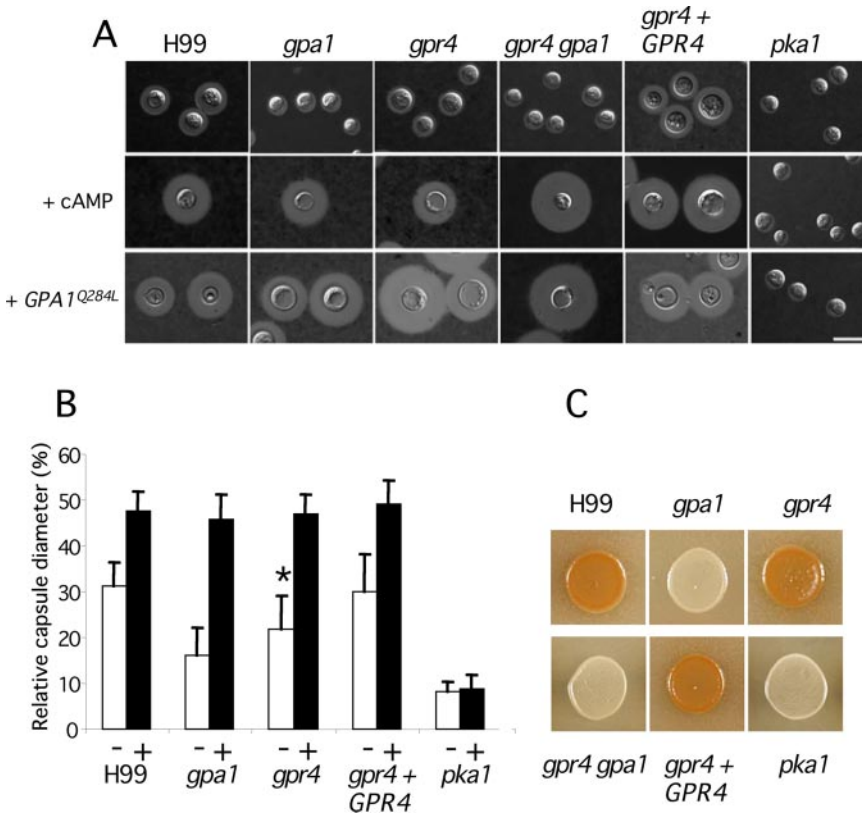 A
H99 gpa1 gpr4 gpr4 gpa1 gpr4 + GPR4 pka1
+ cAMP
+ GPA1Q284L
B
Relative capsule diameter (%)
60
50
40
30
20
10
0
*
- + - + - + - + - +
H99 gpa1 gpr4 gpr4 + GPR4 pka1
C
H99 gpa1 gpr4
gpr4 gpa1 gpr4 + GPR4 pka1